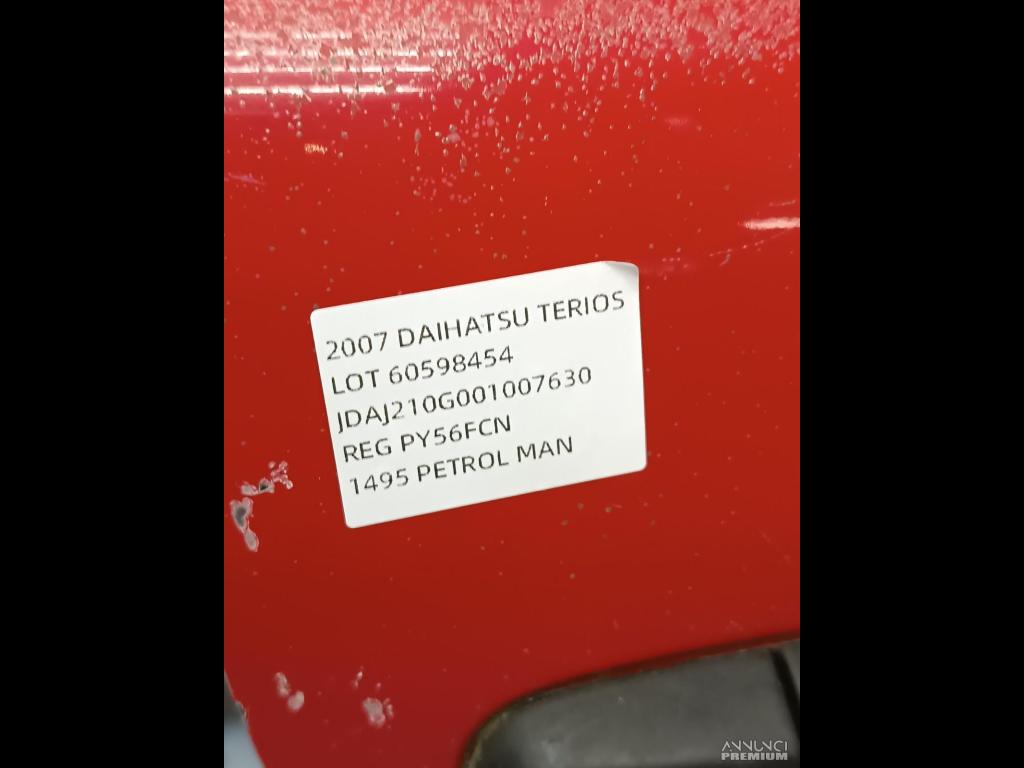 2007 DAIHATSU TERIOS
LOT 60598454
JDAJ210G001007630
REG PY56FCN
1495 PETROL MAN
ANNUNCI
PREMIUM